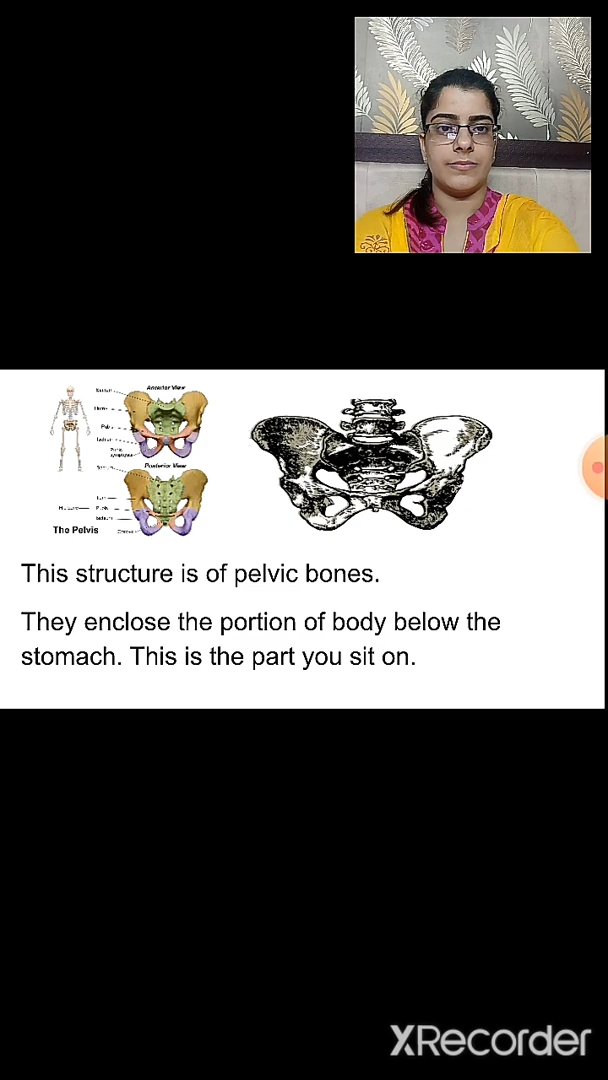 Anterior View
Posterior View
The Pelvis
This structure is of pelvic bones.
They enclose the portion of body below the
stomach. This is the part you sit on.
XRecorder